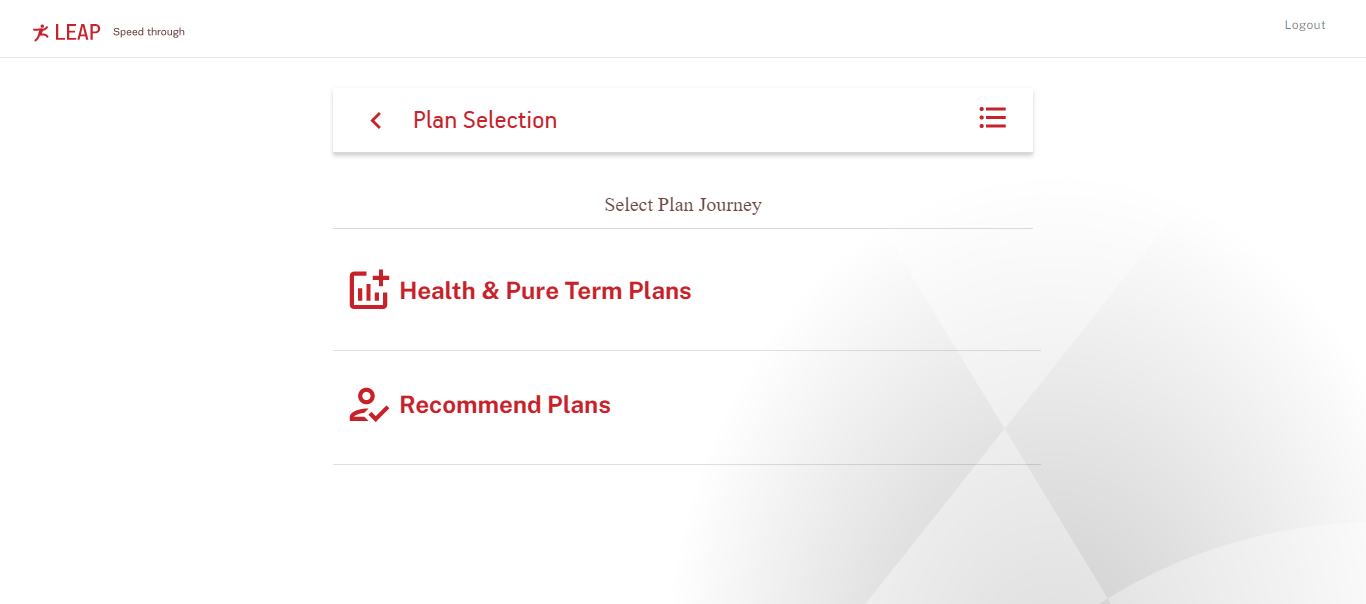 LEAP Speed through
Logout
Plan Selection
Select Plan Journey
Health & Pure Term Plans
Recommend Plans